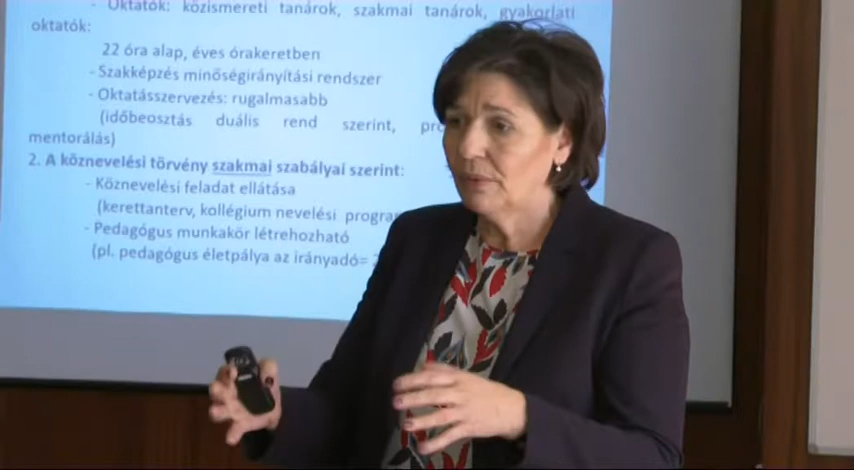 - Oktatók: közismereti tanárok, szakmai tanárok, gyakorlati
oktatók:
22 óra alap, éves órakeretben
- Szakképzés minőségirányítási rendszer
- Oktatásszervezés: rugalmasabb
(időbeosztás duális rend szerint,
mentorálás)
2. A köznevelési törvény szakmai szabályai szerint:
- Köznevelési feladat ellátása
(kerettanterv, kollégium nevelési
- Pedagógus munkakör létrehozható
(pl. pedagógus életpálya az irányadó=